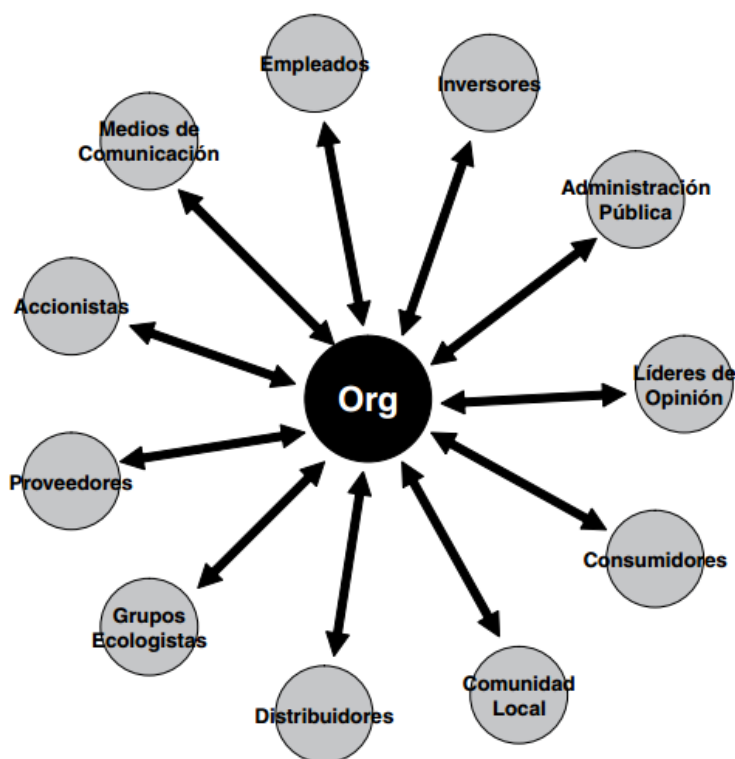 Empleados
Inversores
Medios de
Comunicación
Administración
Pública
Accionistas
Org
Líderes de
Opinión
Proveedores
Consumidores
Grupos
Ecologistas
Comunidad
Local
Distribuidores